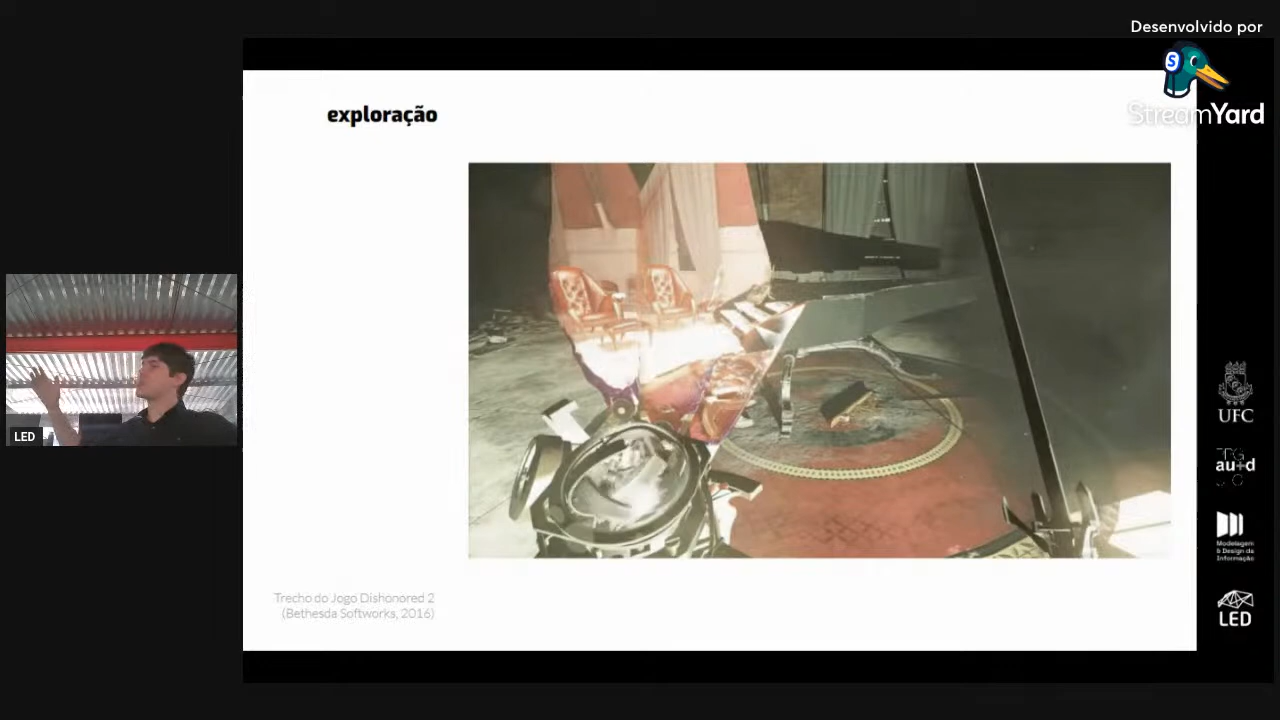 Desenvolvido por
S
StreamYard
exploração
UFC
au+d
LED
Modelagem
& Design da
Informação
Trecho do Jogo Dishonored 2
(Bethesda Softworks, 2016)
LED